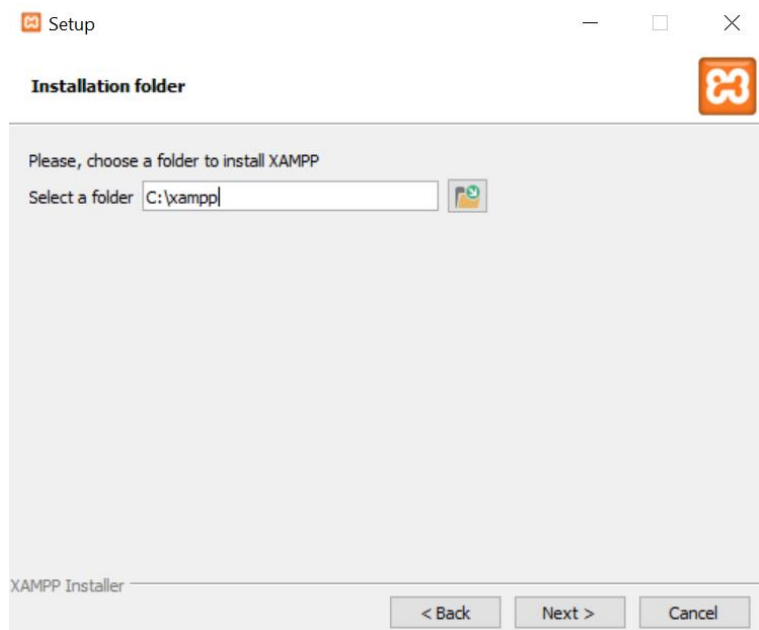 Setup
Installation folder
Please, choose a folder to install XAMPP
Select a folder C:\xampp
XAMPP Installer
< Back Next > Cancel